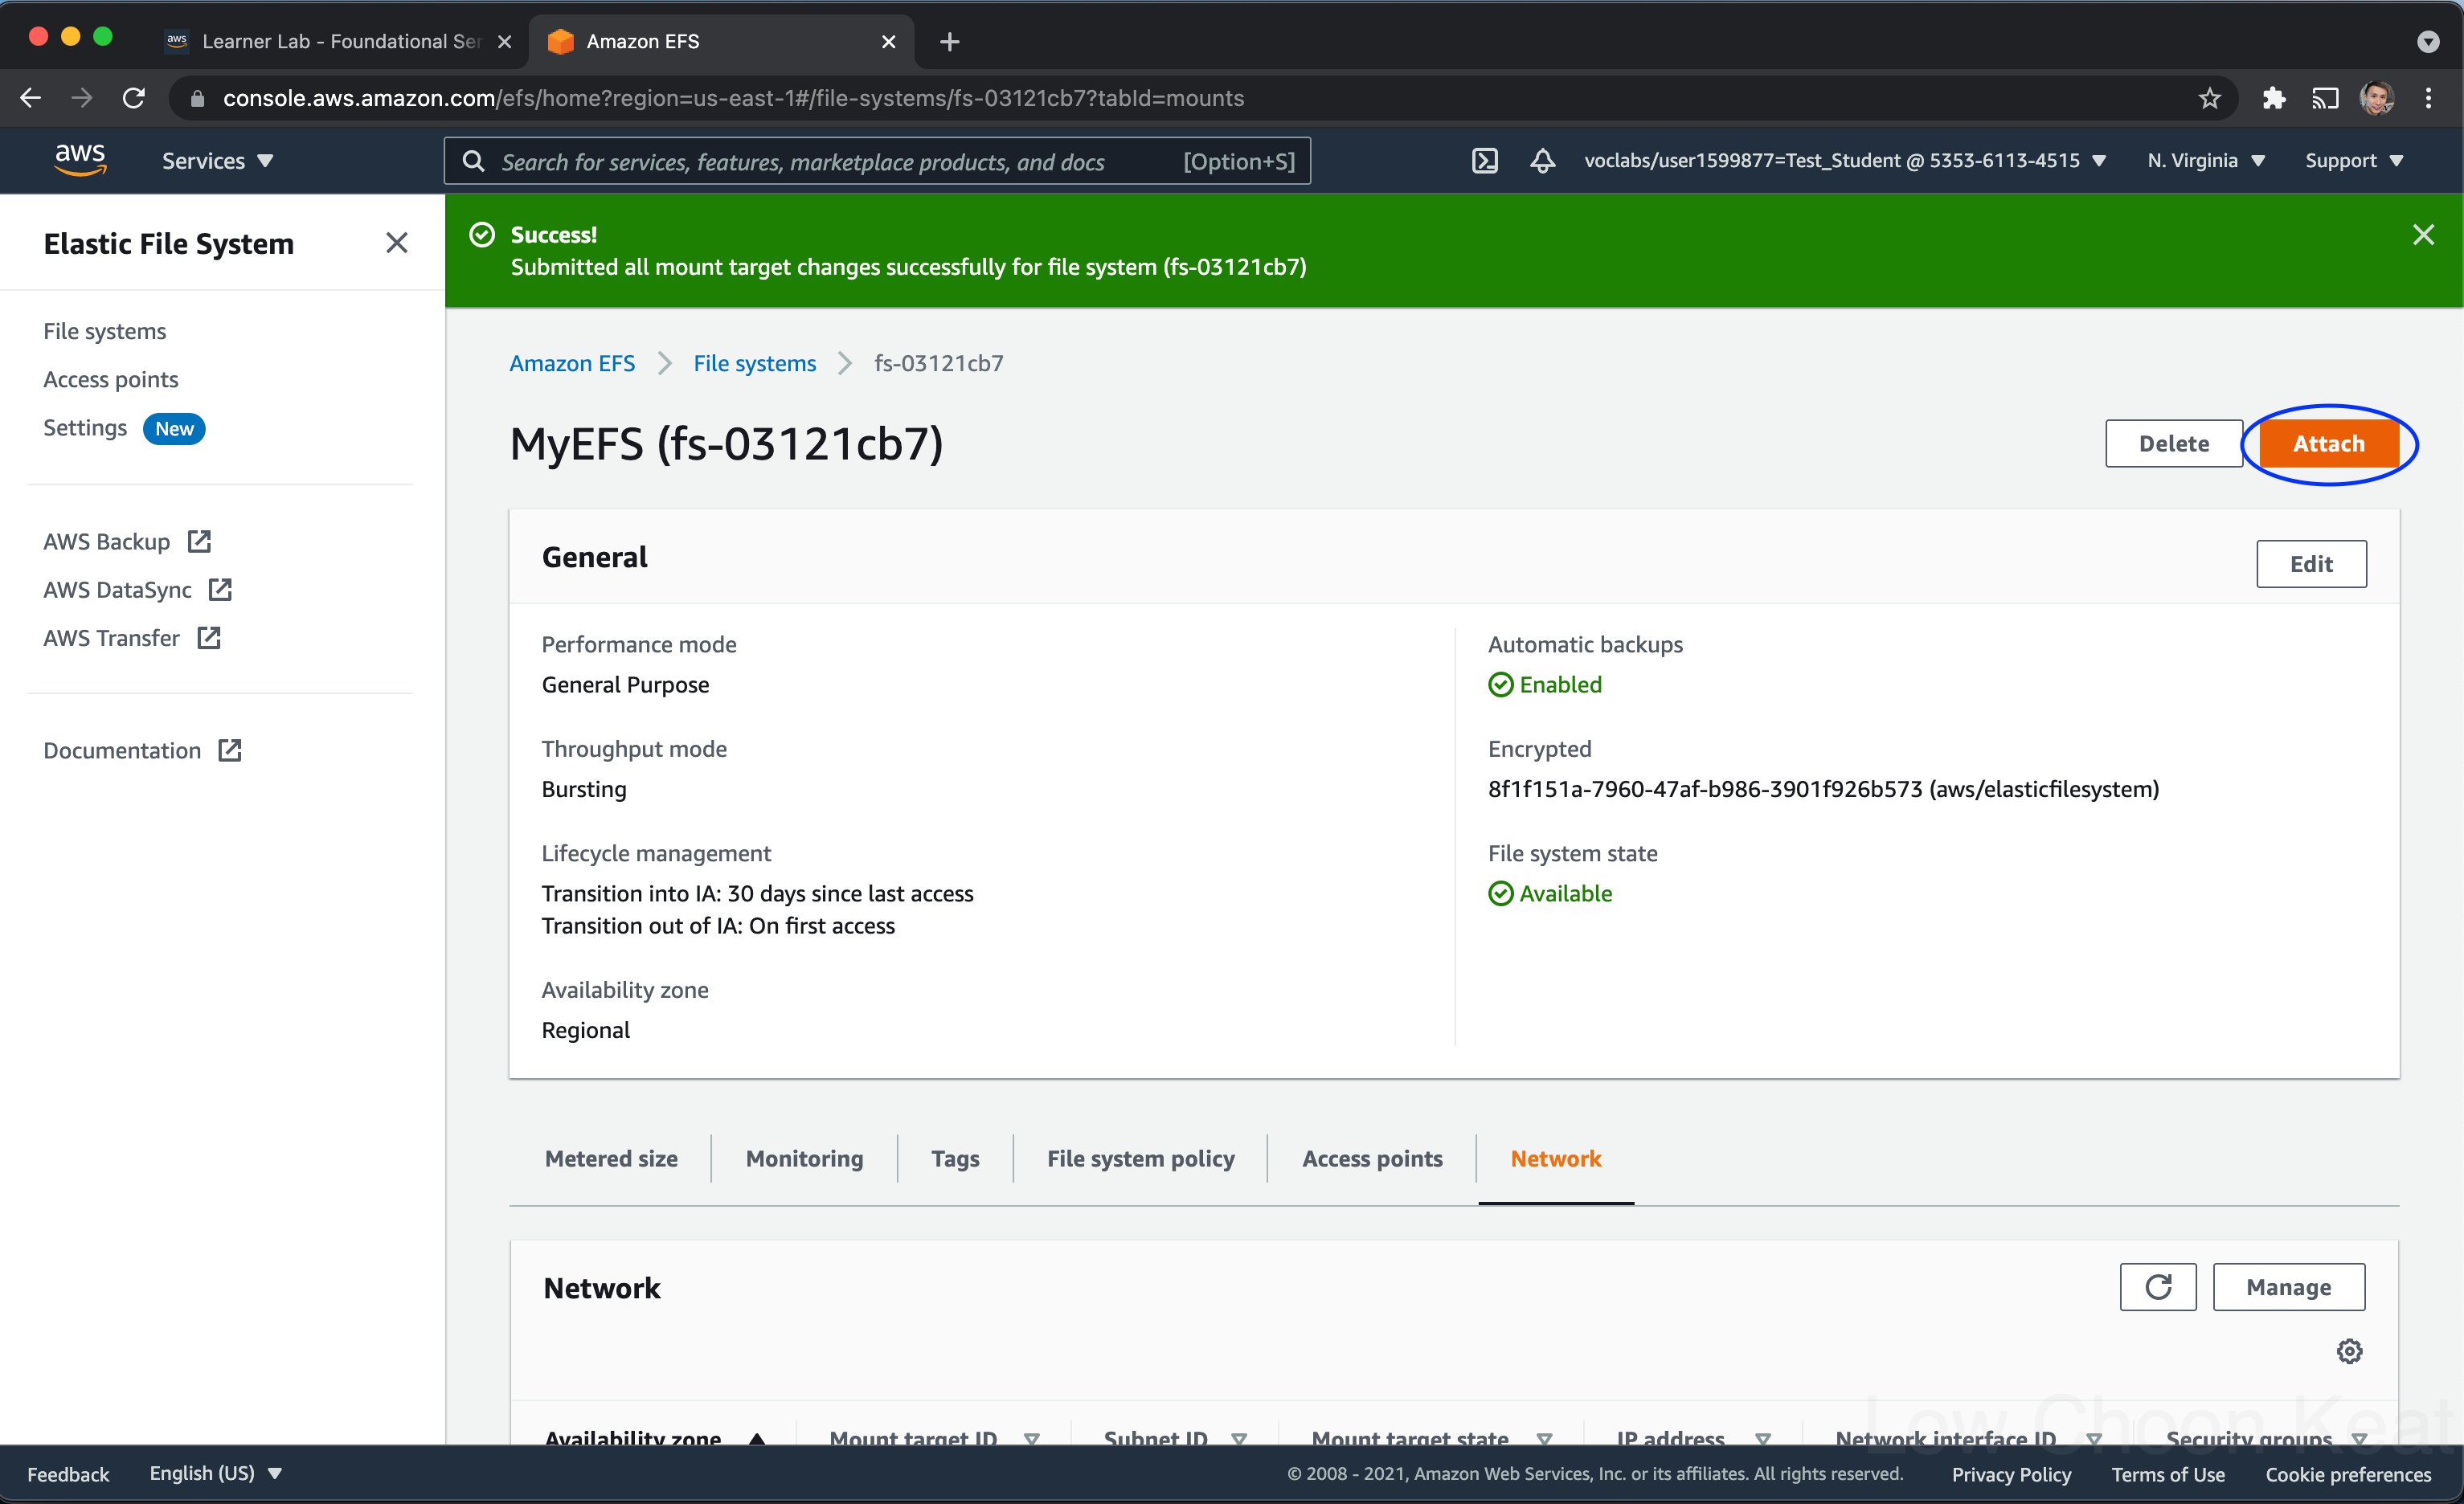 aws Learner Lab - Foundational Ser
Amazon EFS
console.aws.amazon.com/efs/home?region=us-east-1#/file-systems/fs-03121cb7?tabId=mounts
aws
Services
Search for services, features, marketplace products, and docs [Option+S]
voclabs/user1599877=Test_Student @ 5353-6113-4515
N. Virginia
Support
Elastic File System
File systems
Access points
Settings New
AWS Backup
AWS DataSync
AWS Transfer
Documentation
Success!
Submitted all mount target changes successfully for file system (fs-03121cb7)
Amazon EFS File systems fs-03121cb7
MyEFS (fs-03121cb7)
Delete Attach
General
Edit
Performance mode
General Purpose
Throughput mode
Bursting
Lifecycle management
Transition into IA: 30 days since last access
Transition out of IA: On first access
Availability zone
Regional
Automatic backups
Enabled
Encrypted
8f1f151a-7960-47af-b986-3901f926b573 (aws/elasticfilesystem)
File system state
Available
Metered size Monitoring Tags File system policy Access points Network
Network
Manage
Availability zone Mount target ID Subnet ID Mount target state IP address Network interface ID Security groups
Low Choon Keat
Feedback English (US) © 2008 - 2021, Amazon Web Services, Inc. or its affiliates. All rights reserved. Privacy Policy Terms of Use Cookie preferences